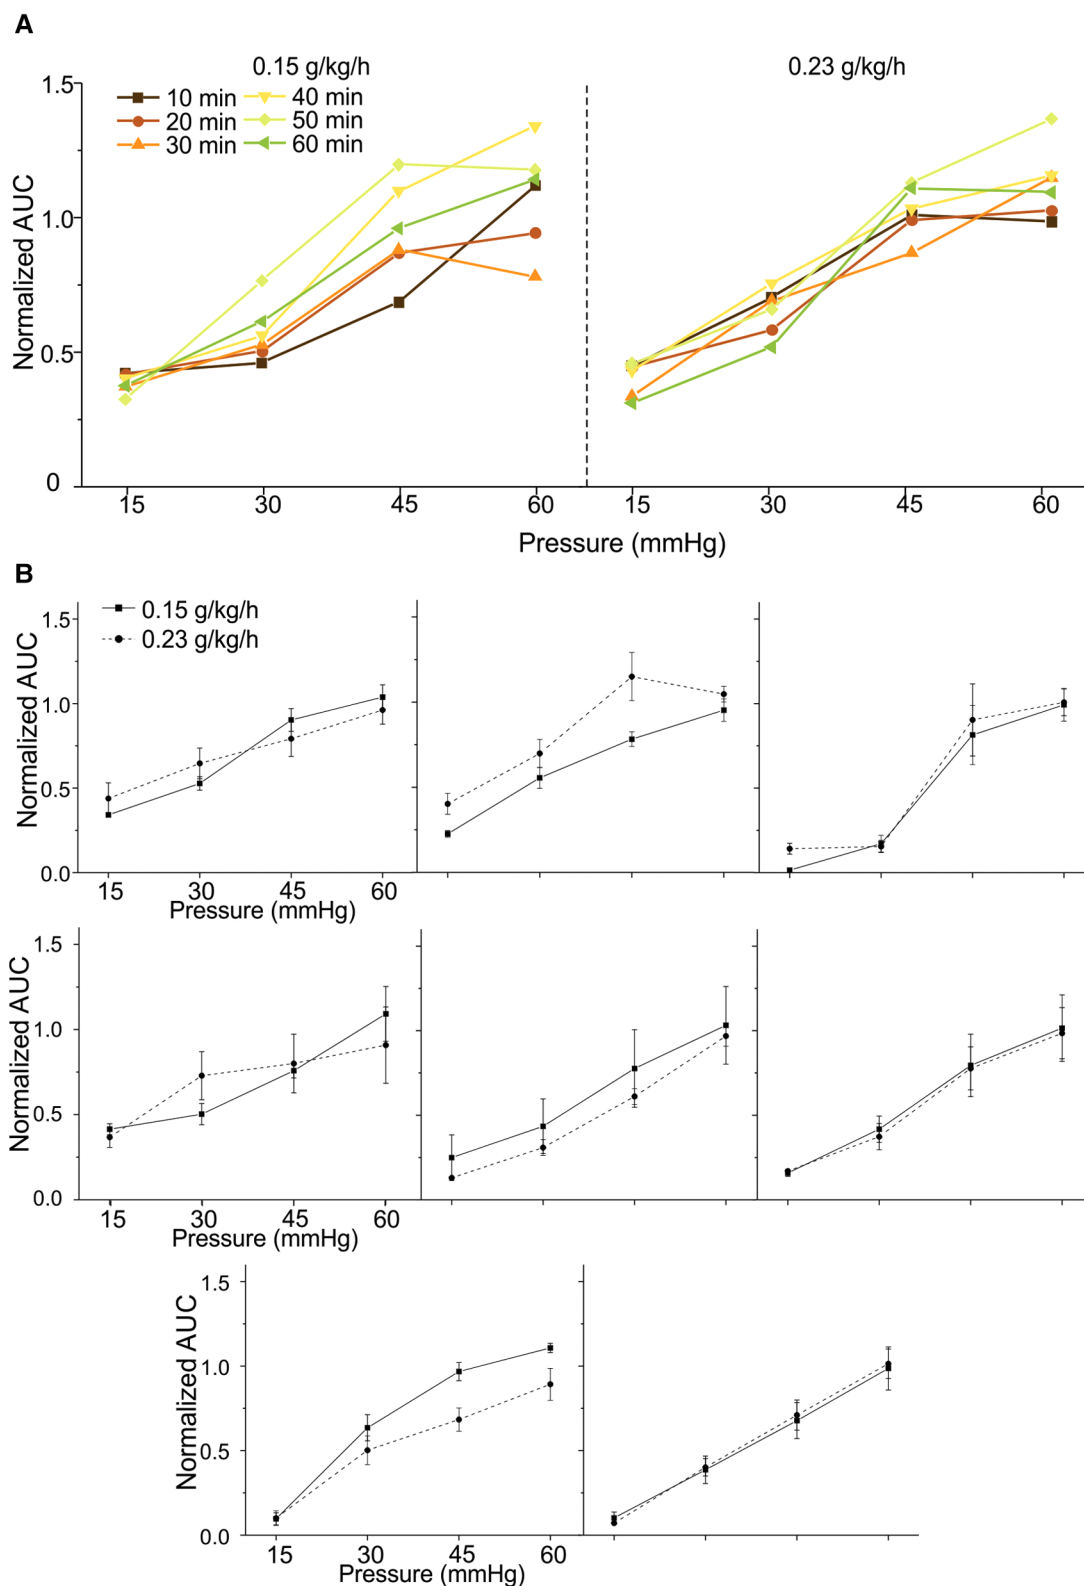 A
0.15 g/kg/h
0.23 g/kg/h
1.5
1.0
0.5
0
Normalized AUC
10 min
20 min
30 min
40 min
50 min
60 min
15 30 45 60 15 30 45 60
Pressure (mmHg)
B
0.15 g/kg/h
0.23 g/kg/h
1.5
1.0
0.5
0.0
Normalized AUC
15 30 45 60
Pressure (mmHg)
1.5
1.0
0.5
0.0
Normalized AUC
15 30 45 60
Pressure (mmHg)
1.5
1.0
0.5
0.0
Normalized AUC
15 30 45 60
Pressure (mmHg)